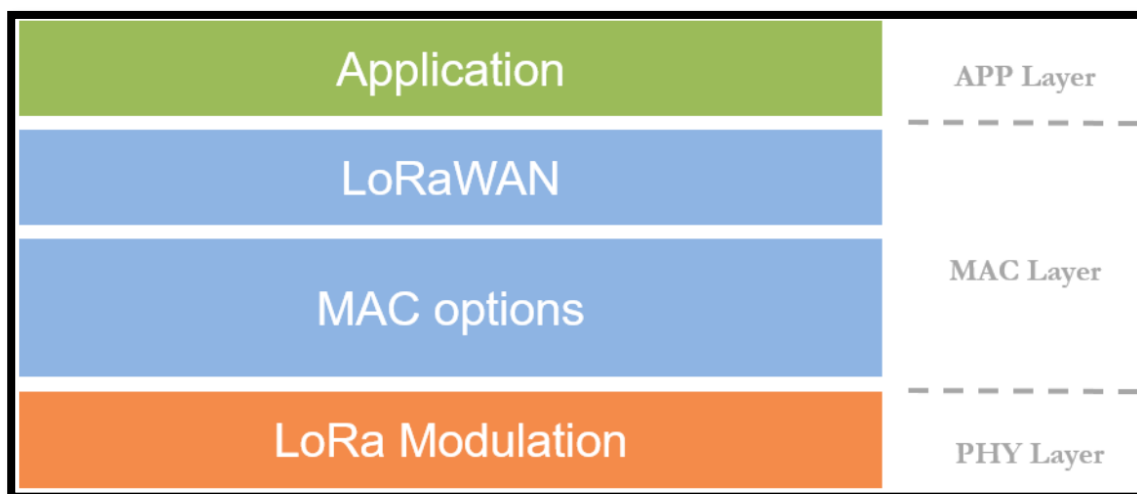 Application
APP Layer
LoRaWAN
MAC options
MAC Layer
LoRa Modulation
PHY Layer